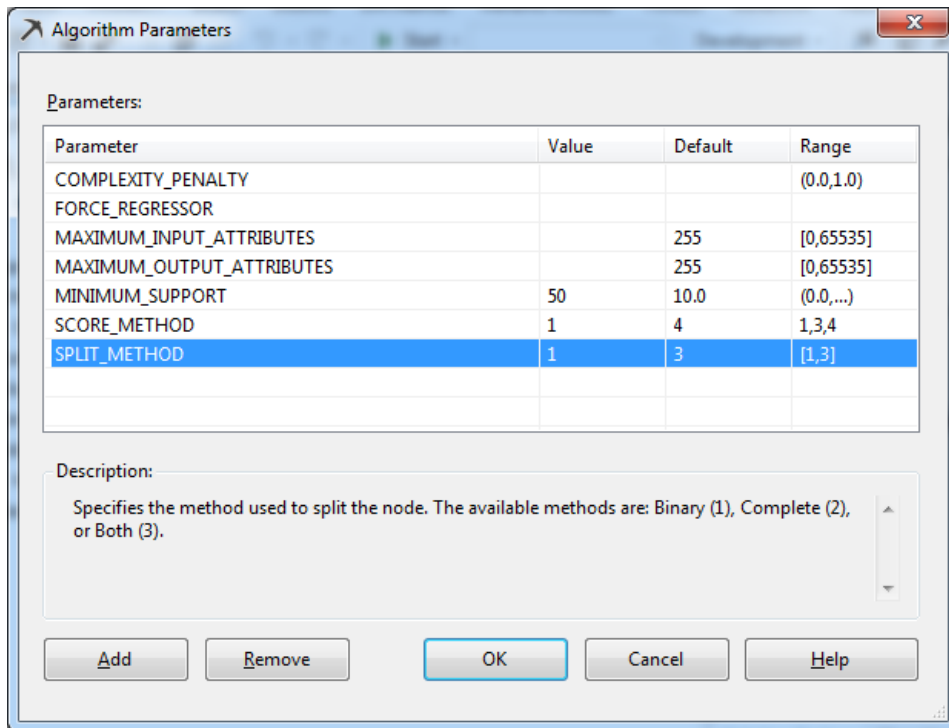 Algorithm Parameters
Start
Development
Parameters:
Parameter Value Default Range
COMPLEXITY_PENALTY (0.0,1.0)
FORCE_REGRESSOR
MAXIMUM_INPUT_ATTRIBUTES 255 [0,65535]
MAXIMUM_OUTPUT_ATTRIBUTES 255 [0,65535]
MINIMUM_SUPPORT 50 10.0 (0.0,...)
SCORE_METHOD 1 4 1,3,4
SPLIT_METHOD 1 3 [1,3]
Description:
Specifies the method used to split the node. The available methods are: Binary (1), Complete (2),
or Both (3).
Add Remove OK Cancel Help